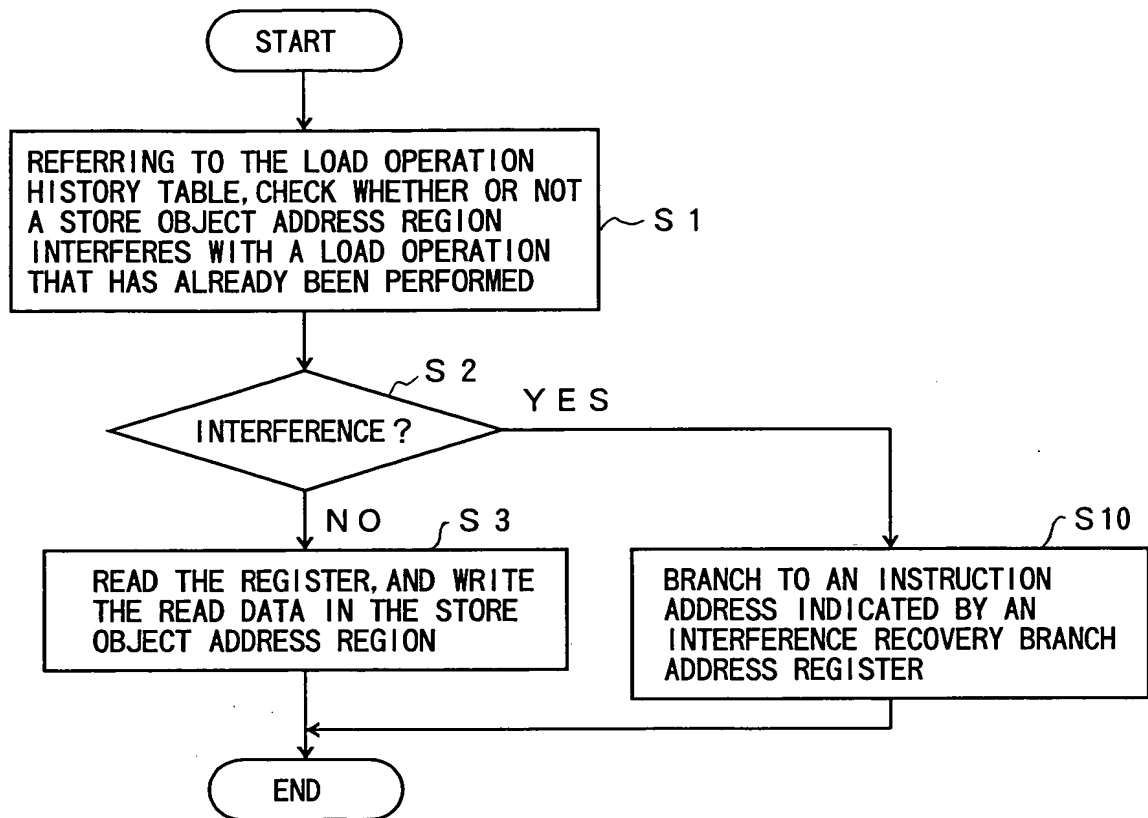 START
REFERRING TO THE LOAD OPERATION
HISTORY TABLE, CHECK WHETHER OR NOT
A STORE OBJECT ADDRESS REGION
INTERFERES WITH A LOAD OPERATION
THAT HAS ALREADY BEEN PERFORMED
S 1
S 2
INTERFERENCE?
YES
NO
S 3
READ THE REGISTER, AND WRITE
THE READ DATA IN THE STORE
OBJECT ADDRESS REGION
S10
BRANCH TO AN INSTRUCTION
ADDRESS INDICATED BY AN
INTERFERENCE RECOVERY BRANCH
ADDRESS REGISTER
END